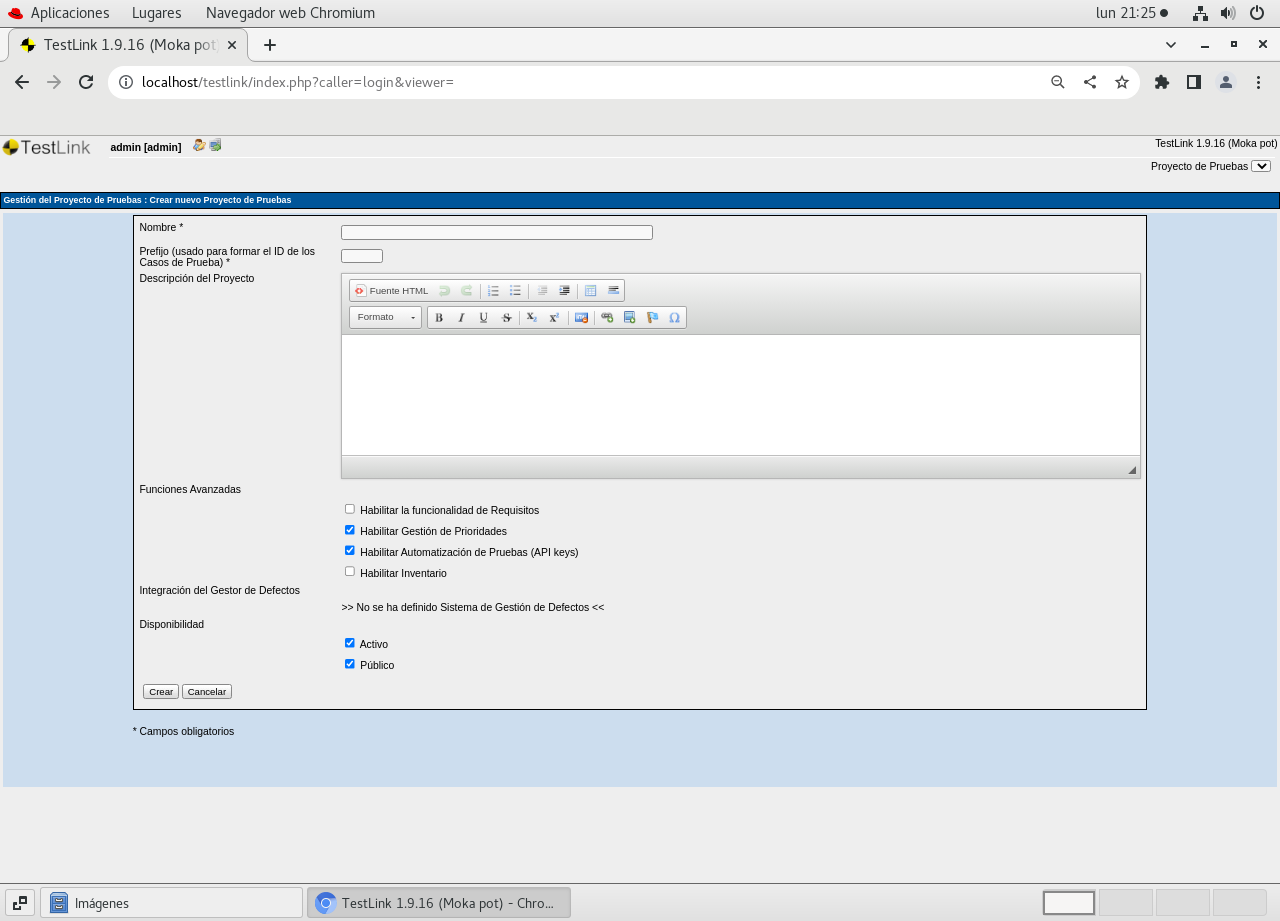 Aplicaciones Lugares Navegador web Chromium lun 21:25
TestLink 1.9.16 (Moka pot)
localhost/testlink/index.php?caller=login&viewer=
TestLink admin [admin] TestLink 1.9.16 (Moka pot)
Proyecto de Pruebas
Gestión del Proyecto de Pruebas : Crear nuevo Proyecto de Pruebas
Nombre *
Prefijo (usado para formar el ID de los
Casos de Prueba) *
Descripción del Proyecto
Fuente HTML
Formato B I U S X2 X2 Ω
Funciones Avanzadas
Habilitar la funcionalidad de Requisitos
Habilitar Gestión de Prioridades
Habilitar Automatización de Pruebas (API keys)
Habilitar Inventario
Integración del Gestor de Defectos
>> No se ha definido Sistema de Gestión de Defectos <<
Disponibilidad
Activo
Público
Crear Cancelar
* Campos obligatorios
Imágenes TestLink 1.9.16 (Moka pot) - Chro...